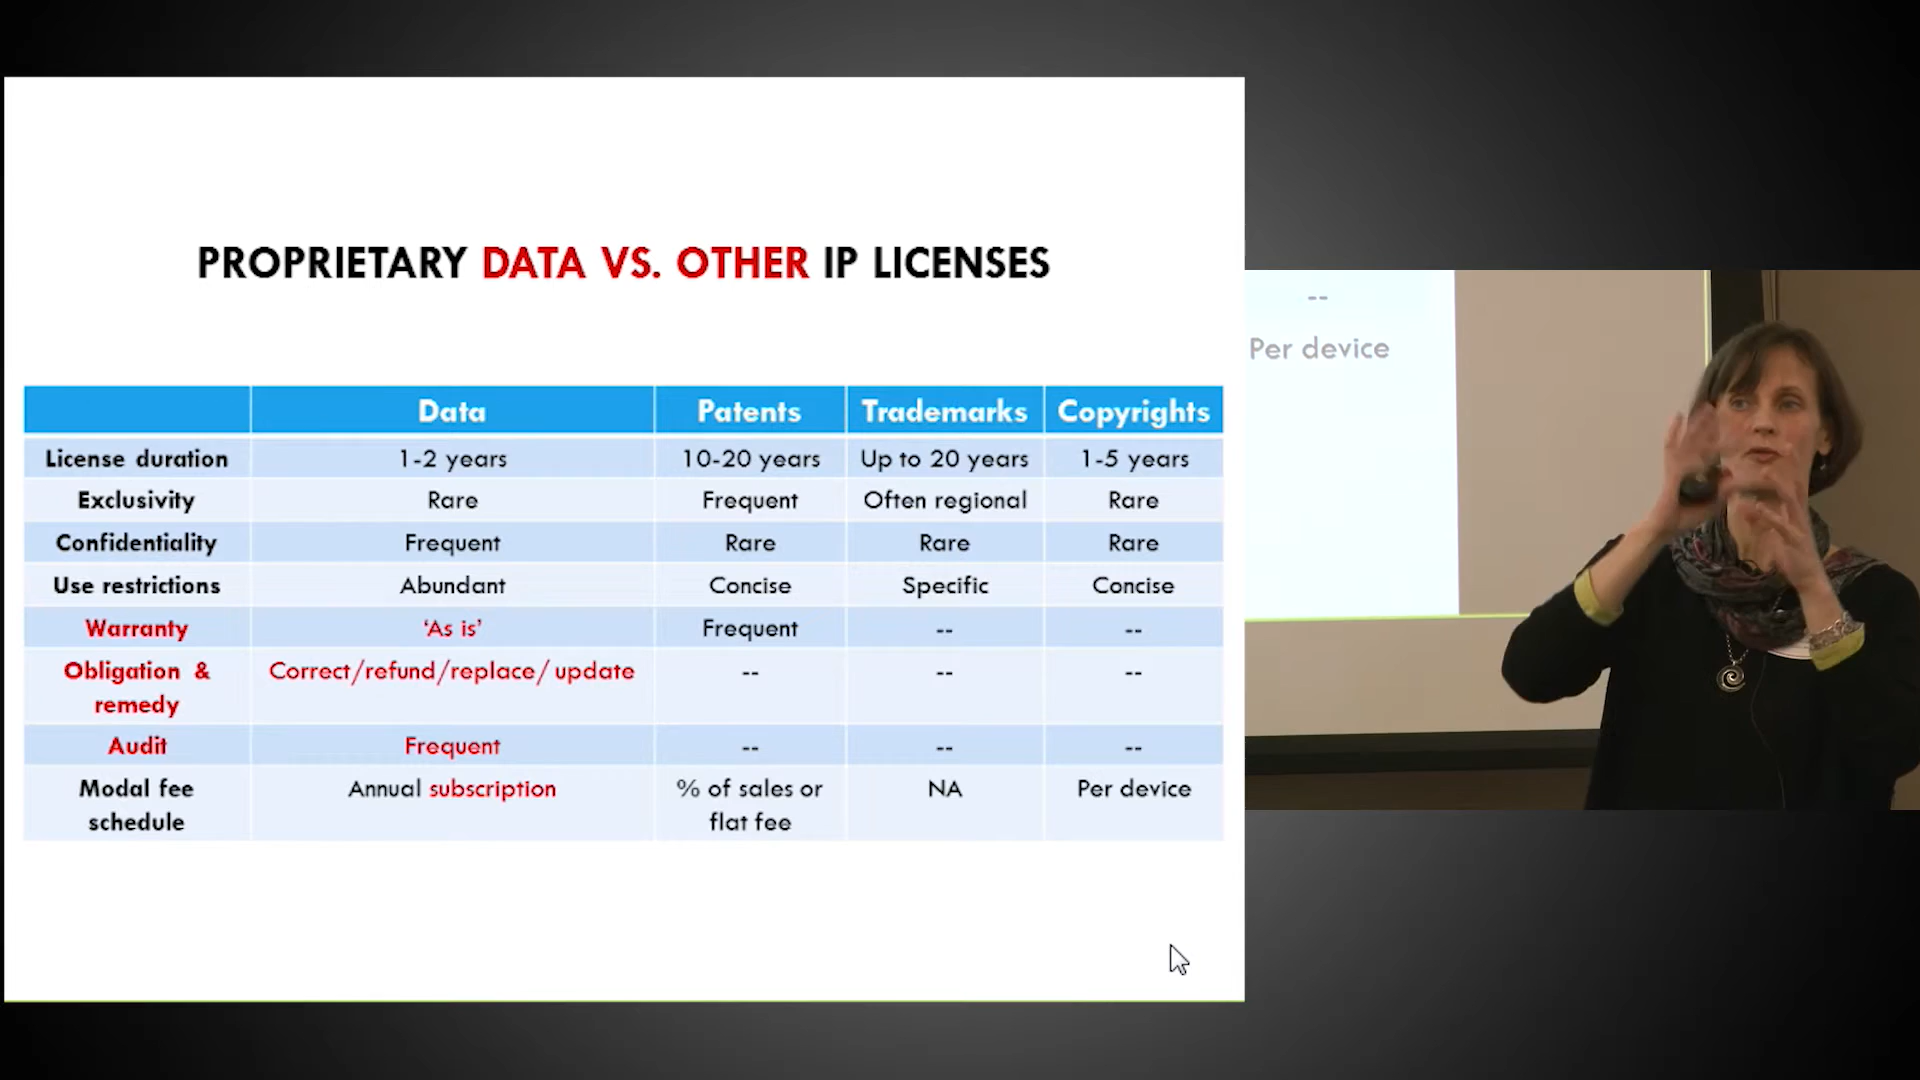 PROPRIETARY DATA VS. OTHER IP LICENSES
Data Patents Trademarks Copyrights
License duration 1-2 years 10-20 years Up to 20 years 1-5 years
Exclusivity Rare Frequent Often regional Rare
Confidentiality Frequent Rare Rare Rare
Use restrictions Abundant Concise Specific Concise
Warranty 'As is' Frequent -- --
Obligation & Correct/refund/replace/ update -- -- --
remedy
Audit Frequent -- -- --
Modal fee Annual subscription % of sales or NA Per device
schedule flat fee
--
Per device